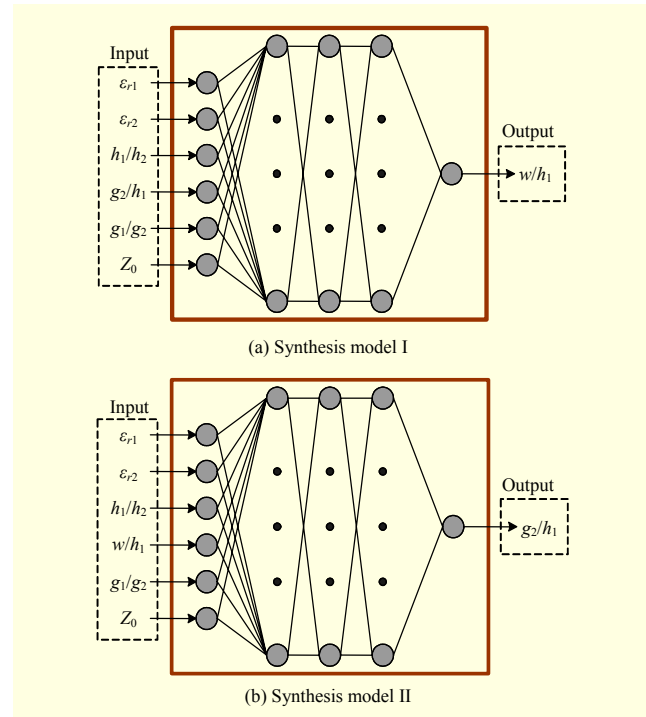 Input
εr1
εr2
h1/h2
g2/h1
g1/g2
Z0
Output
w/h1
(a) Synthesis model I
Input
εr1
εr2
h1/h2
w/h1
g1/g2
Z0
Output
g2/h1
(b) Synthesis model II